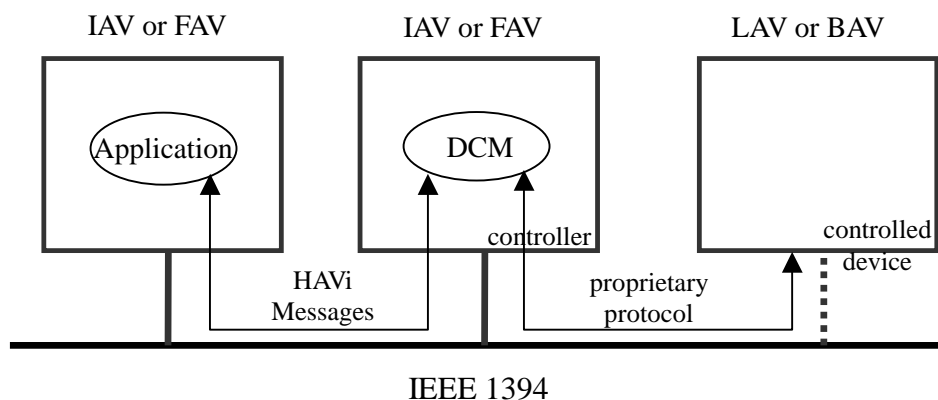 IAV or FAV
IAV or FAV
LAV or BAV
Application
DCM
controller
controlled
device
HAVi
Messages
proprietary
protocol
IEEE 1394